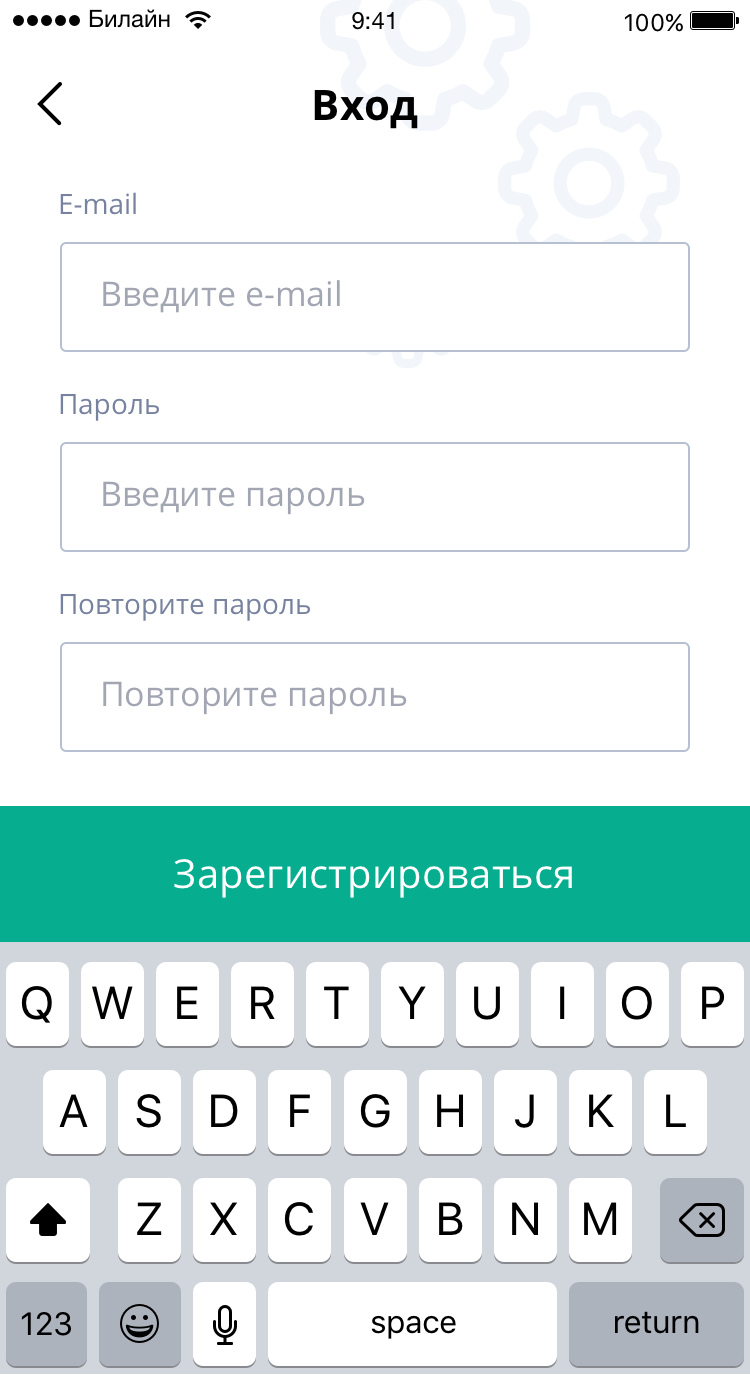 Билайн 9:41 100%
Вход
E-mail
Введите e-mail
Пароль
Введите пароль
Повторите пароль
Повторите пароль
Зарегистрироваться
Q W E R T Y U I O P
A S D F G H J K L
Z X C V B N M
123 space return